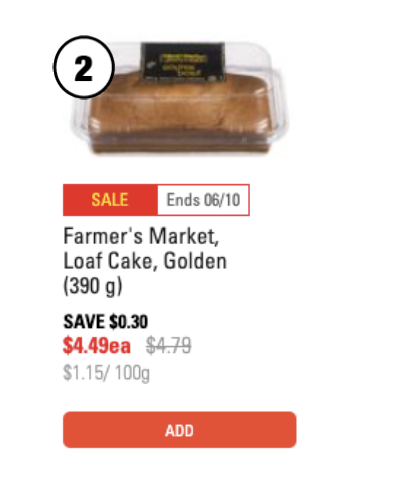 2
SALE
Ends 06/10
Farmer's Market,
Loaf Cake, Golden
(390 g)
SAVE $0.30
$4.49ea $4.79
$1.15/ 100g
ADD